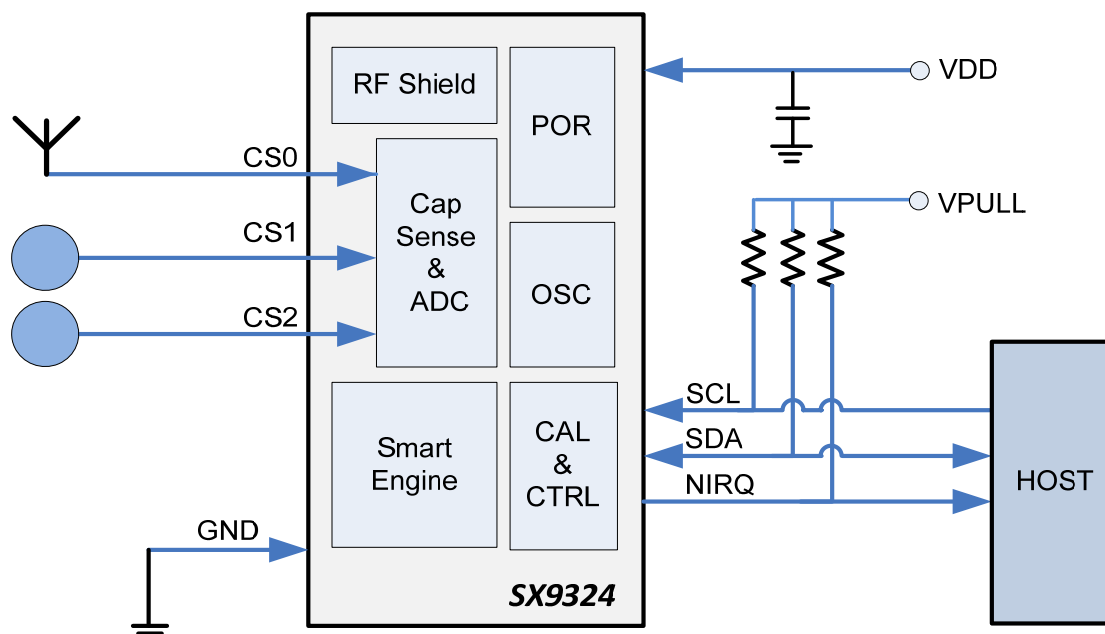 RF Shield
POR
VDD
CS0
Cap
Sense
&
ADC
VPULL
CS1
OSC
CS2
SCL
SDA
NIRQ
Smart
Engine
CAL
&
CTRL
HOST
GND
SX9324